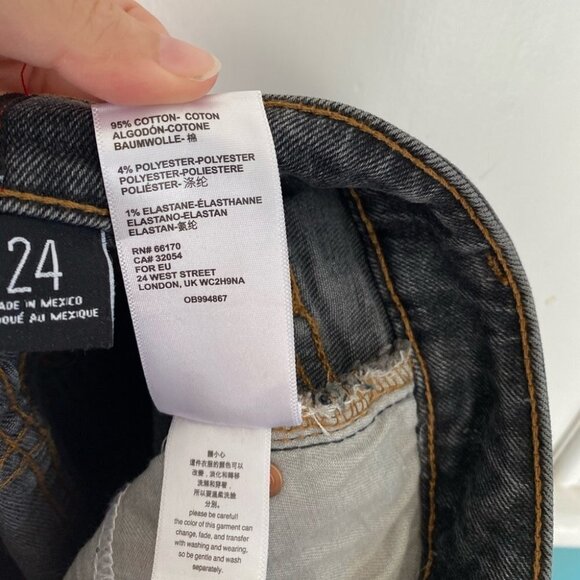 95% COTTON- COTON
ALGODÓN-COTONE
BAUMWOLLE- 棉
4% POLYESTER-POLYESTER
POLYESTER-POLIESTERE
POLIÉSTER-涤纶
1% ELASTANE-ÉLASTHANNE
ELASTANO-ELASTAN
ELASTAN-氨纶
RN# 66170
CA# 32054
FOR EU
24 WEST STREET
LONDON, UK WC2H9NA
OB994867
24
MADE IN MEXICO
QUÉ AU MEXIQUE
請小心
這件衣服的顏色可以
改變，淡化和轉移
洗滌和穿著，
所以要溫柔洗滌
分別。
please be careful!
the color of this garment can
change, fade, and transfer
with washing and wearing,
so be gentle and wash
separately.